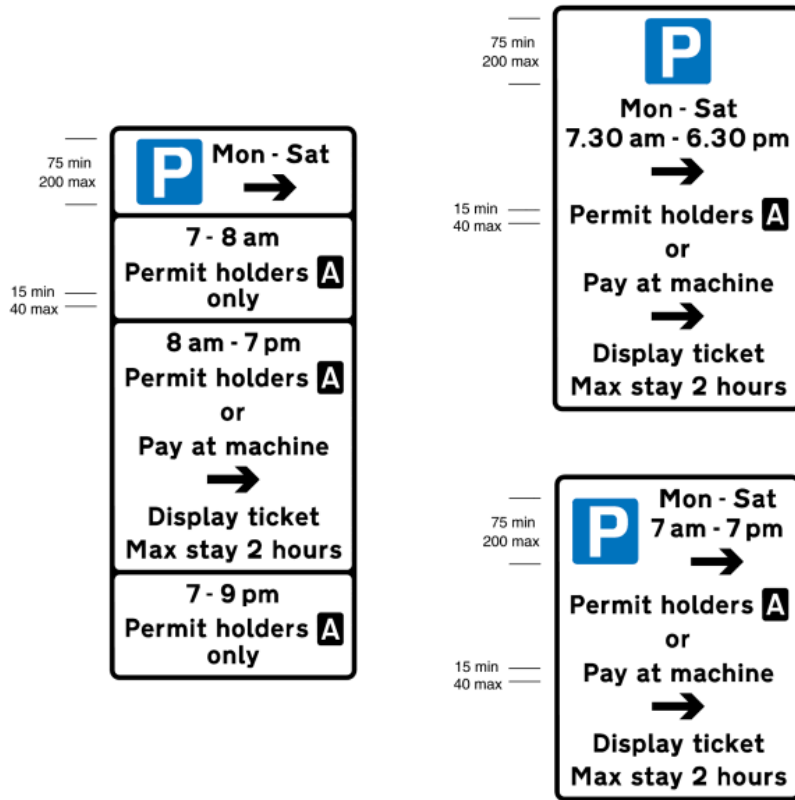 75 min
200 max
15 min
40 max
P
Mon - Sat
7 - 8 am
Permit holders A
only
8 am - 7 pm
Permit holders A
or
Pay at machine
Display ticket
Max stay 2 hours
7 - 9 pm
Permit holders A
only
75 min
200 max
15 min
40 max
P
Mon - Sat
7.30 am - 6.30 pm
Permit holders A
or
Pay at machine
Display ticket
Max stay 2 hours
75 min
200 max
15 min
40 max
P
Mon - Sat
7 am - 7 pm
Permit holders A
or
Pay at machine
Display ticket
Max stay 2 hours